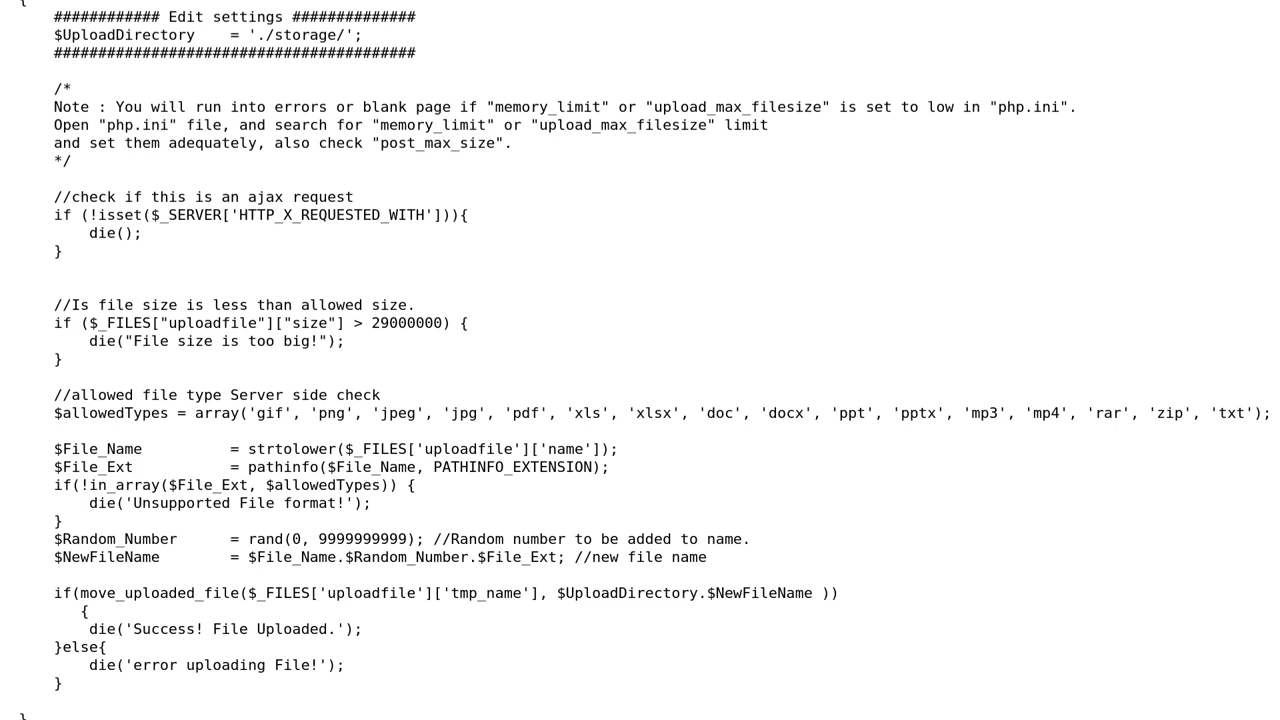 {
############ Edit settings ##############
$UploadDirectory    = './storage/';
#########################################
/*
Note : You will run into errors or blank page if "memory_limit" or "upload_max_filesize" is set to low in "php.ini".
Open "php.ini" file, and search for "memory_limit" or "upload_max_filesize" limit
and set them adequately, also check "post_max_size".
*/
//check if this is an ajax request
if (!isset($_SERVER['HTTP_X_REQUESTED_WITH'])){
die();
}
//Is file size is less than allowed size.
if ($_FILES["uploadfile"]["size"] > 29000000) {
die("File size is too big!");
}
//allowed file type Server side check
$allowedTypes = array('gif', 'png', 'jpeg', 'jpg', 'pdf', 'xls', 'xlsx', 'doc', 'docx', 'ppt', 'pptx', 'mp3', 'mp4', 'rar', 'zip', 'txt');
$File_Name          = strtolower($_FILES['uploadfile']['name']);
$File_Ext           = pathinfo($File_Name, PATHINFO_EXTENSION);
if(!in_array($File_Ext, $allowedTypes)) {
die('Unsupported File format!');
}
$Random_Number      = rand(0, 9999999999); //Random number to be added to name.
$NewFileName        = $File_Name.$Random_Number.$File_Ext; //new file name
if(move_uploaded_file($_FILES['uploadfile']['tmp_name'], $UploadDirectory.$NewFileName ))
{
die('Success! File Uploaded.');
}else{
die('error uploading File!');
}
}